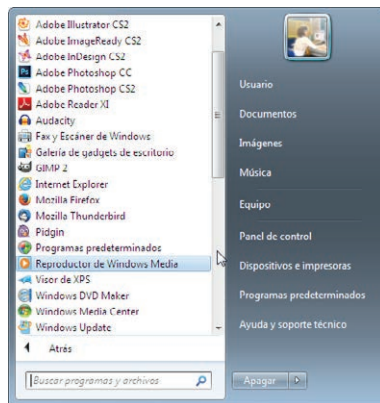 Adobe Illustrator CS2
Adobe ImageReady CS2
Adobe InDesign CS2
Adobe Photoshop CC
Adobe Photoshop CS2
Adobe Reader XI
Audacity
Fax y Escáner de Windows
Galería de gadgets de escritorio
GIMP 2
Internet Explorer
Mozilla Firefox
Mozilla Thunderbird
Pidgin
Programas predeterminados
Reproductor de Windows Media
Visor de XPS
Windows DVD Maker
Windows Media Center
Windows Update
Atrás
Buscar programas y archivos
Usuario
Documentos
Imágenes
Música
Equipo
Panel de control
Dispositivos e impresoras
Programas predeterminados
Ayuda y soporte técnico
Apagar